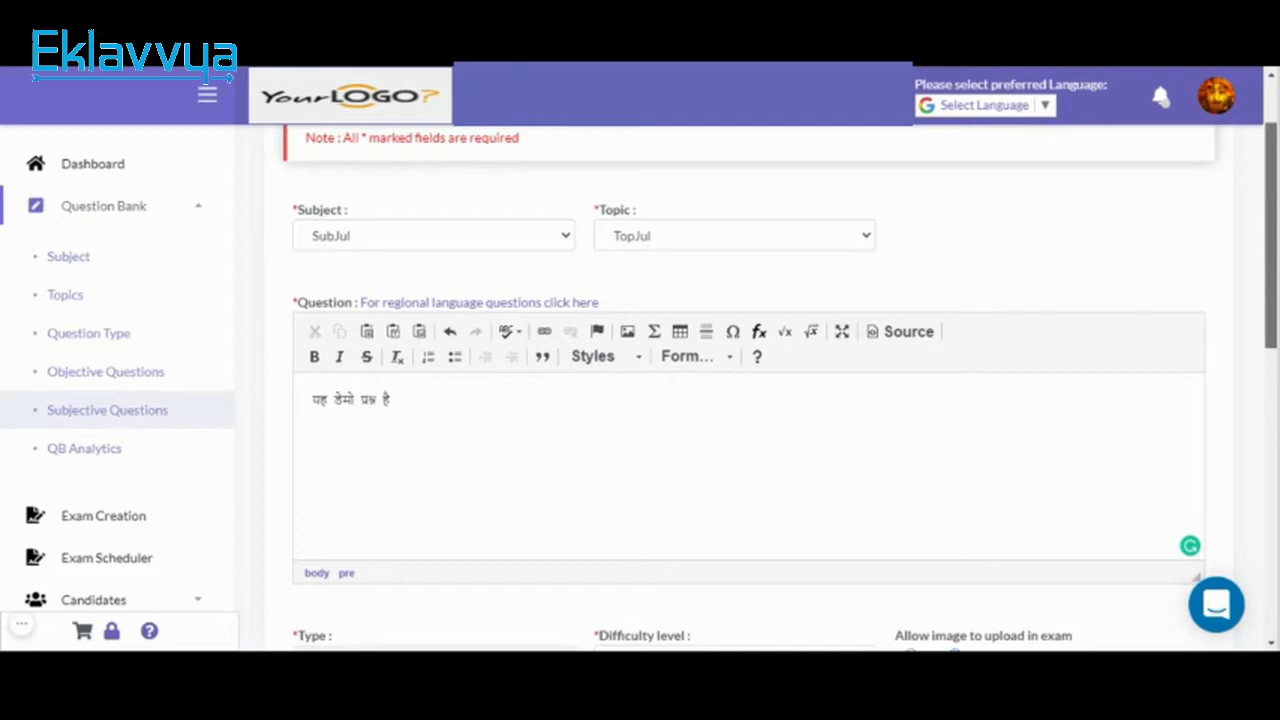 Eklavvya
YourLOGO?
Please select preferred Language:
Select Language ▼
Note : All * marked fields are required
Dashboard
Question Bank
Subject
Topics
Question Type
Objective Questions
Subjective Questions
QB Analytics
Exam Creation
Exam Scheduler
Candidates
*Subject :
*Topic :
SubJul
TopJul
*Question : For regional language questions click here
Source
B I S Styles Form... ?
यह डेमो प्रश्न है
body pre
*Type :
*Difficulty level :
Allow image to upload in exam